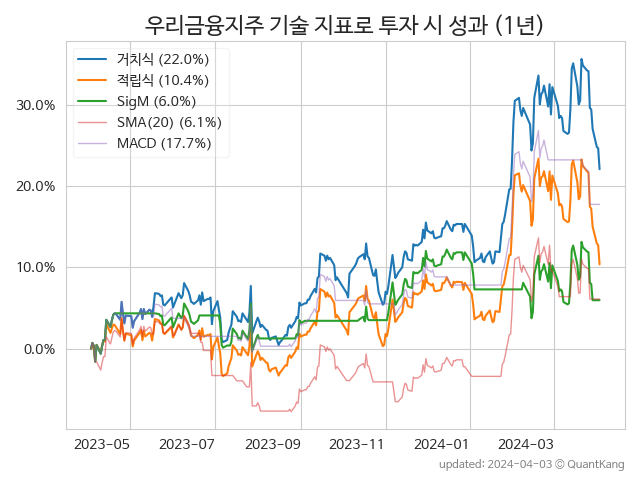 우리금융지주 기술 지표로 투자 시 성과 (1년)
거치식 (22.0%)
적립식 (10.4%)
SigM (6.0%)
SMA(20) (6.1%)
MACD (17.7%)
30.0%
20.0%
10.0%
0.0%
2023-05 2023-07 2023-09 2023-11 2024-01 2024-03
updated: 2024-04-03 © QuantKang